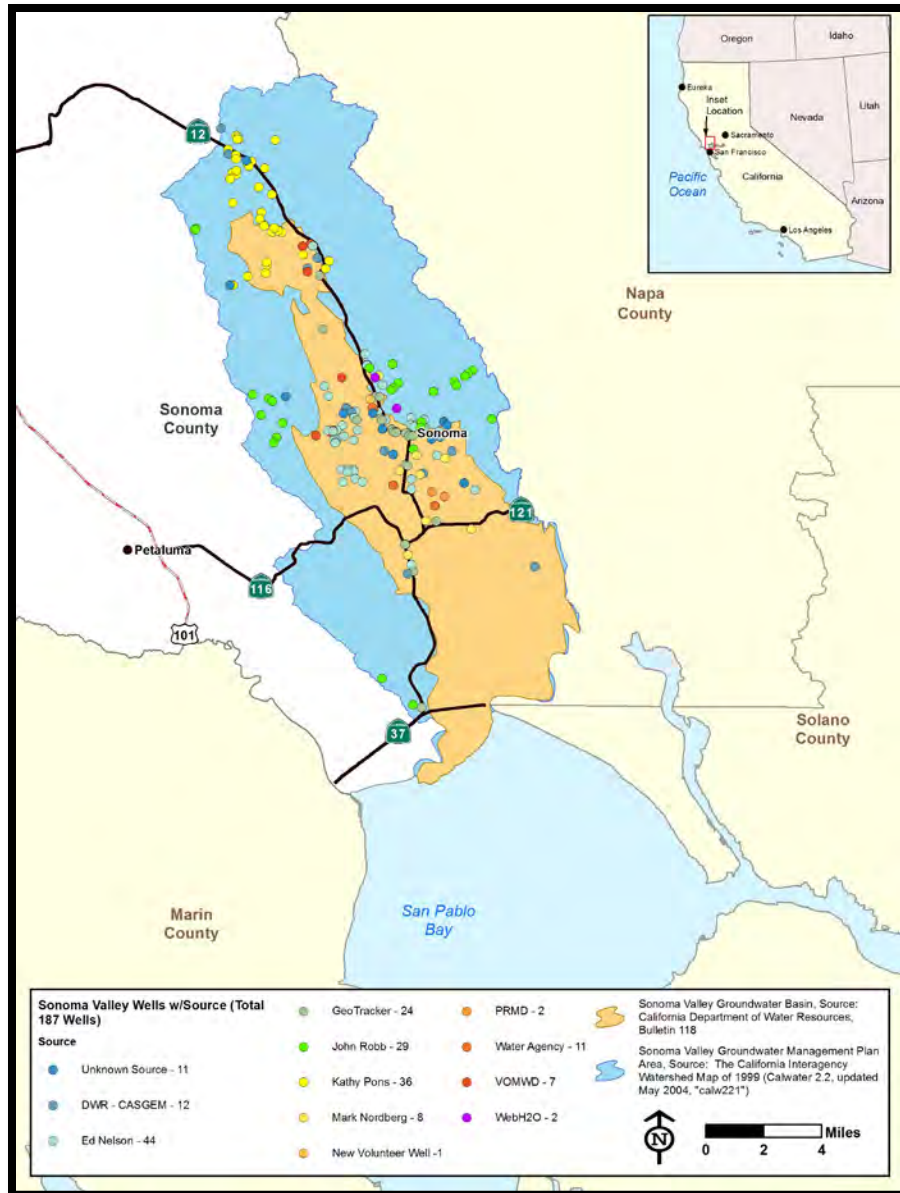 Oregon
Idaho
Eureka
Inset
Location
Nevada
Utah
Sacramento
San Francisco
California
Pacific
Ocean
Arizona
Los Angeles
12
Napa
County
Sonoma
County
Sonoma
121
Petaluma
116
101
Solano
County
37
Marin
County
San Pablo
Bay
Sonoma Valley Wells w/Source (Total
187 Wells)
Source
Unknown Source - 11
DWR - CASGEM - 12
Ed Nelson - 44
GeoTracker - 24
John Robb - 29
Kathy Pons - 36
Mark Nordberg - 8
New Volunteer Well -1
PRMD - 2
Water Agency - 11
VOMWD - 7
WebH2O - 2
Sonoma Valley Groundwater Basin, Source:
California Department of Water Resources,
Bulletin 118
Sonoma Valley Groundwater Management Plan
Area, Source: The California Interagency
Watershed Map of 1999 (Calwater 2.2, updated
May 2004, "calw221")
N
Miles
0 2 4